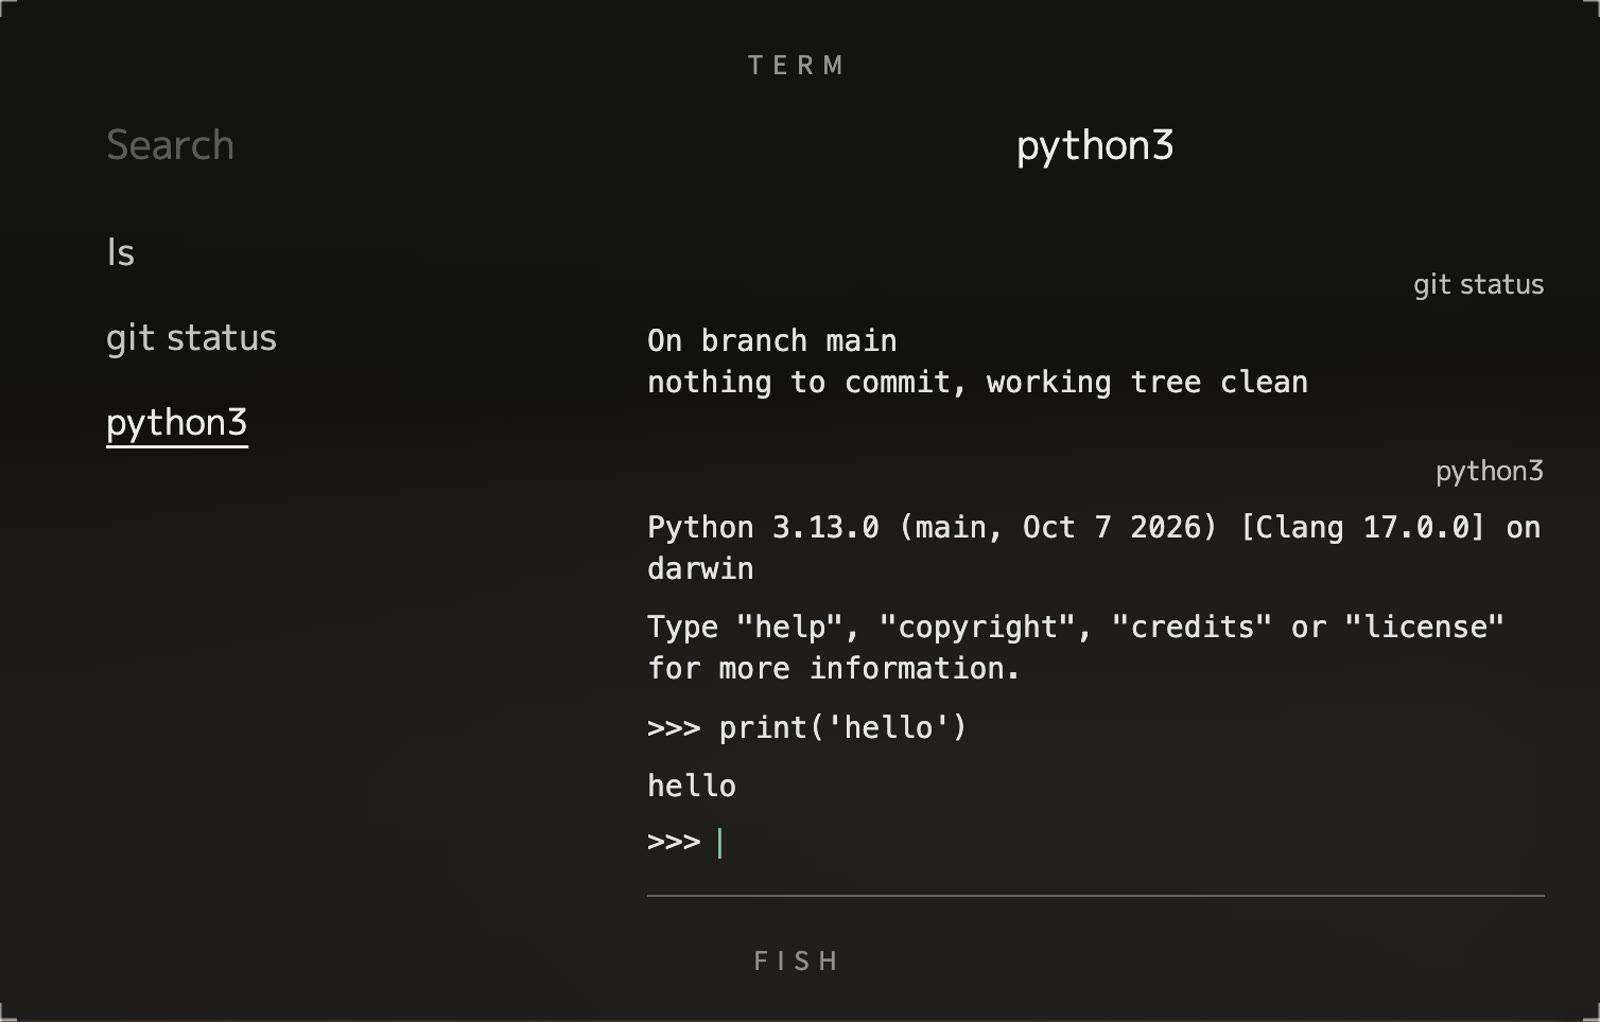 TERM
Search
python3
ls
git status
python3
git status
On branch main
nothing to commit, working tree clean
python3
Python 3.13.0 (main, Oct 7 2026) [Clang 17.0.0] on
darwin
Type "help", "copyright", "credits" or "license"
for more information.
>>> print('hello')
hello
>>>
FISH